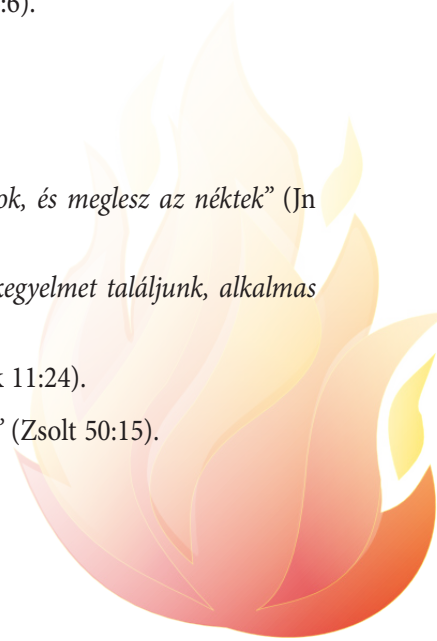 :6).
ok, és meglesz az néktek” (Jn
kegyelmet találjunk, alkalmas
k 11:24).
” (Zsolt 50:15).